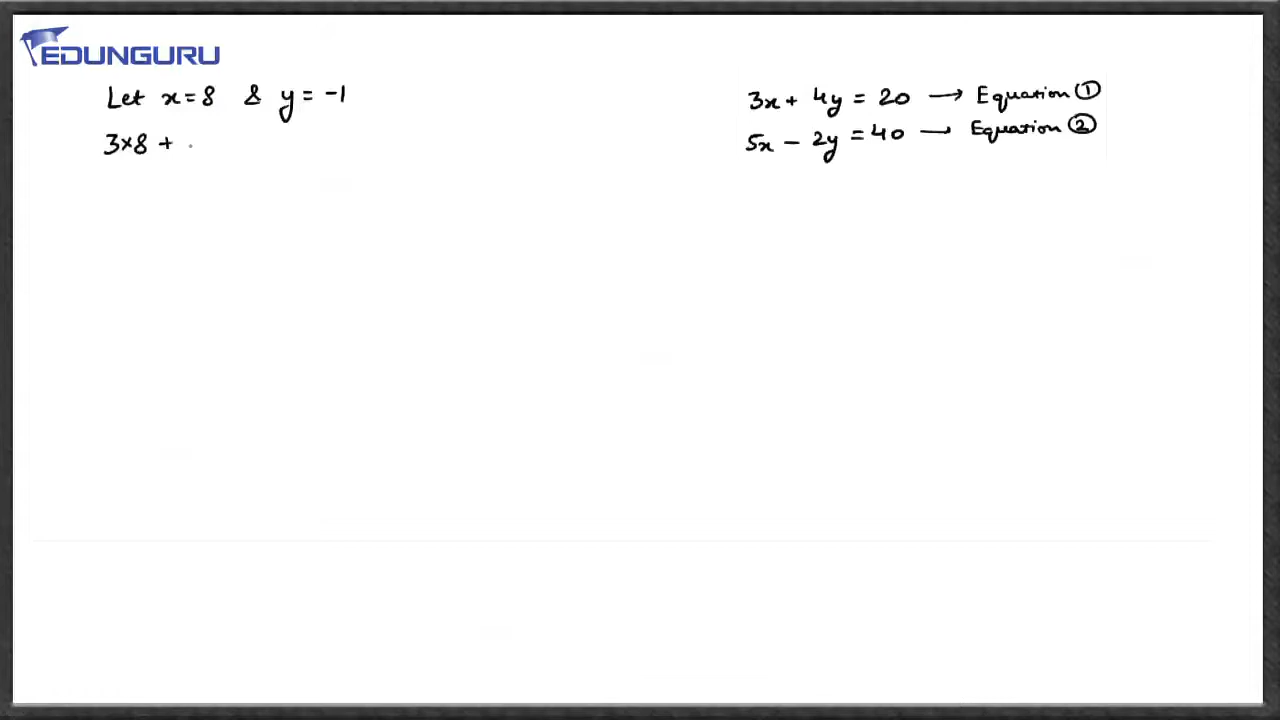 EDUNGURU
Let x = 8 & y = -1
3×8 +
3x + 4y = 20 → Equation ①
5x - 2y = 40 → Equation ②